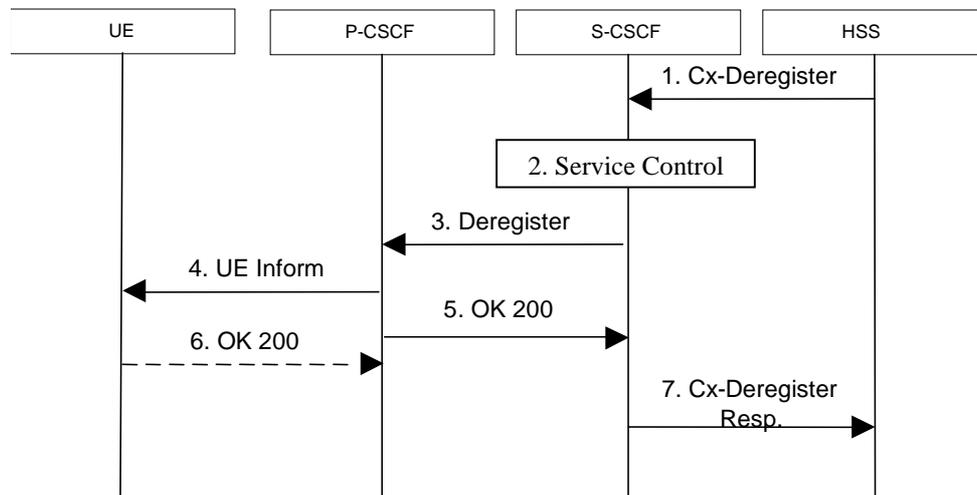 UE
P-CSCF
S-CSCF
HSS
1. Cx-Deregister
2. Service Control
3. Deregister
4. UE Inform
5. OK 200
6. OK 200
7. Cx-Deregister
Resp.